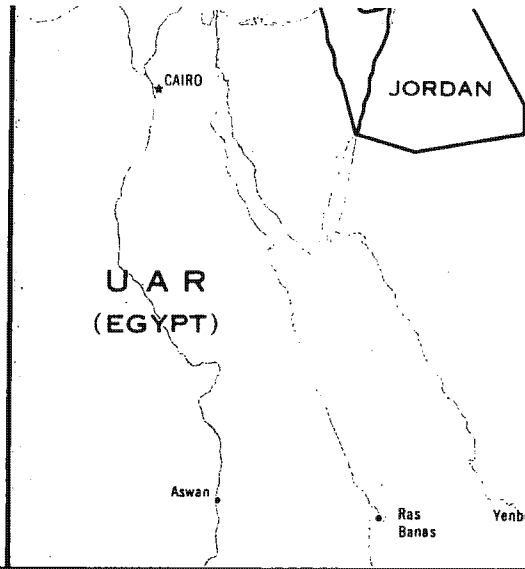 CAIRO
JORDAN
U A R
(EGYPT)
Aswan
Ras
Banas
Yenb